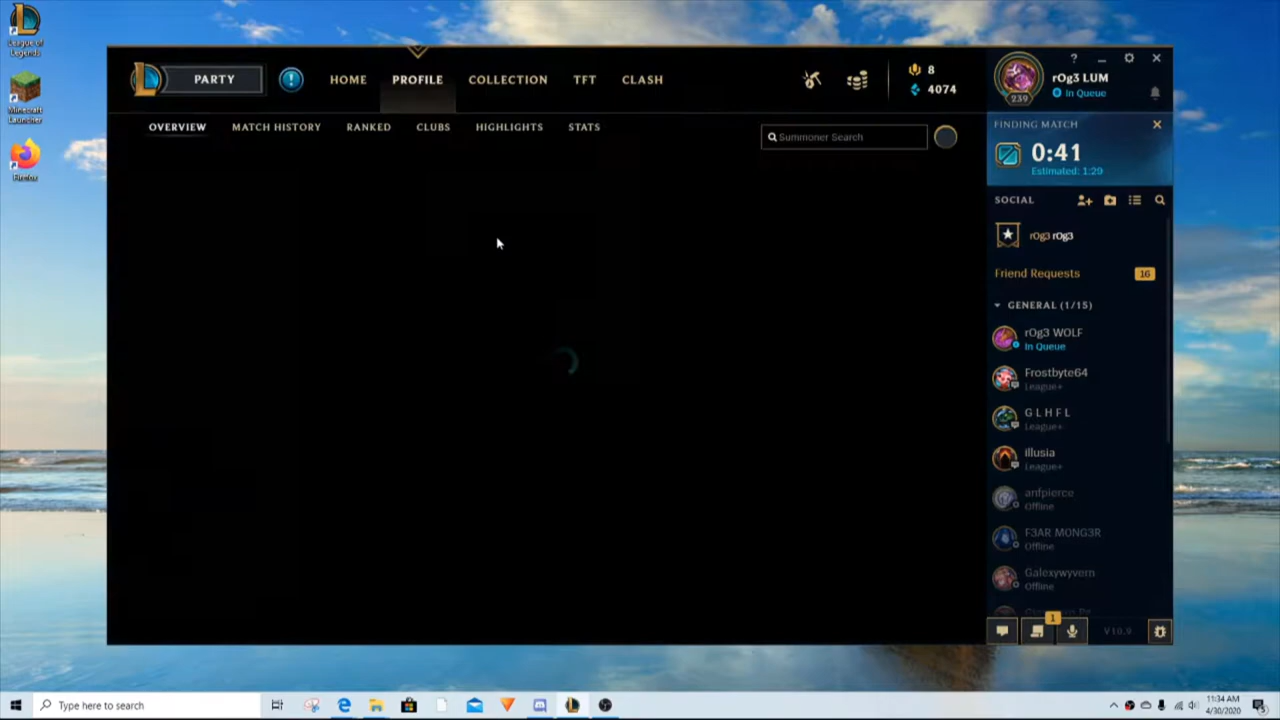 League of
Legends
Minecraft
Launcher
Firefox
PARTY
HOME
PROFILE
COLLECTION
TFT
CLASH
8
4074
?
239
rOg3 LUM
In Queue
OVERVIEW
MATCH HISTORY
RANKED
CLUBS
HIGHLIGHTS
STATS
Summoner Search
FINDING MATCH
0:41
Estimated: 1:29
SOCIAL
rOg3 rOg3
Friend Requests
16
GENERAL (1/15)
rOg3 WOLF
In Queue
Frostbyte64
League+
G L H F L
League+
illusia
League+
anfpierce
Offline
F3AR M0NG3R
Offline
Galexywyvern
Offline
1
V10.9
Type here to search
11:34 AM
4/30/2020